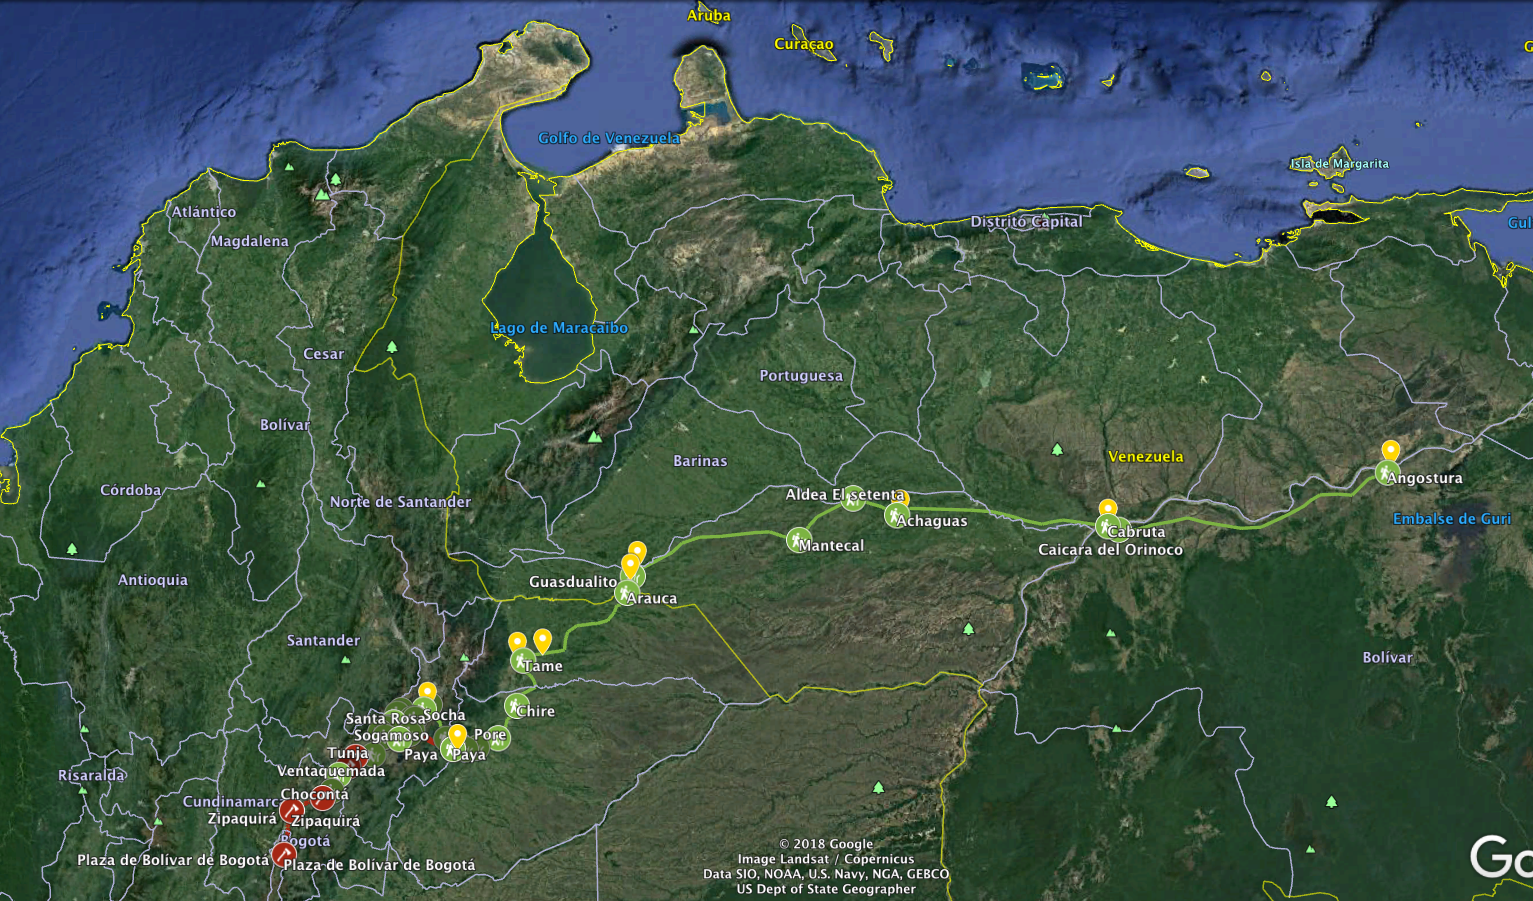 Aruba
Curaçao
G
Golfo de Venezuela
Isla de Margarita
Atlántico
Distrito Capital
Gul
Magdalena
Lago de Maracaibo
Cesar
Portuguesa
Bolívar
Venezuela
Barinas
Angostura
Córdoba
Aldea El setenta
Norte de Santander
Achaguas
Embalse de Guri
Cabruta
Mantecal
Caicara del Orinoco
Antioquia
Guasdualito
Arauca
Santander
Bolívar
Tame
Chire
Santa Rosa
Socha
Sogamoso
Pore
Tunja
Paya
Paya
Ventaquemada
Risaralda
Chocontá
Cundinamarc
Zipaquirá
Zipaquirá
Bogotá
Plaza de Bolívar de Bogotá
Plaza de Bolívar de Bogotá
© 2018 Google
Image Landsat / Copernicus
Data SIO, NOAA, U.S. Navy, NGA, GEBCO
US Dept of State Geographer
Go